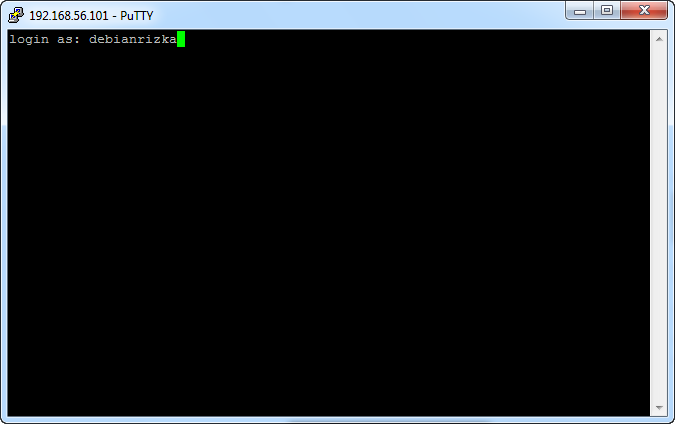 192.168.56.101 - PuTTY
login as: debianrizka